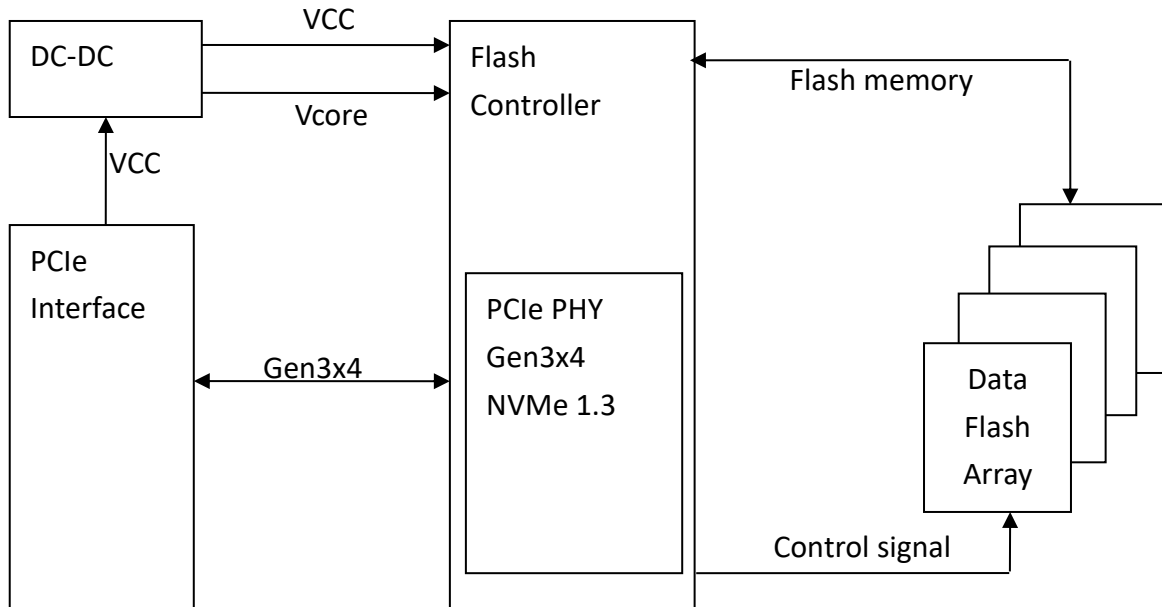 VCC
DC-DC
Vcore
VCC
Flash
Controller
Flash memory
PCIe
Interface
Gen3x4
PCIe PHY
Gen3x4
NVMe 1.3
Data
Flash
Array
Control signal